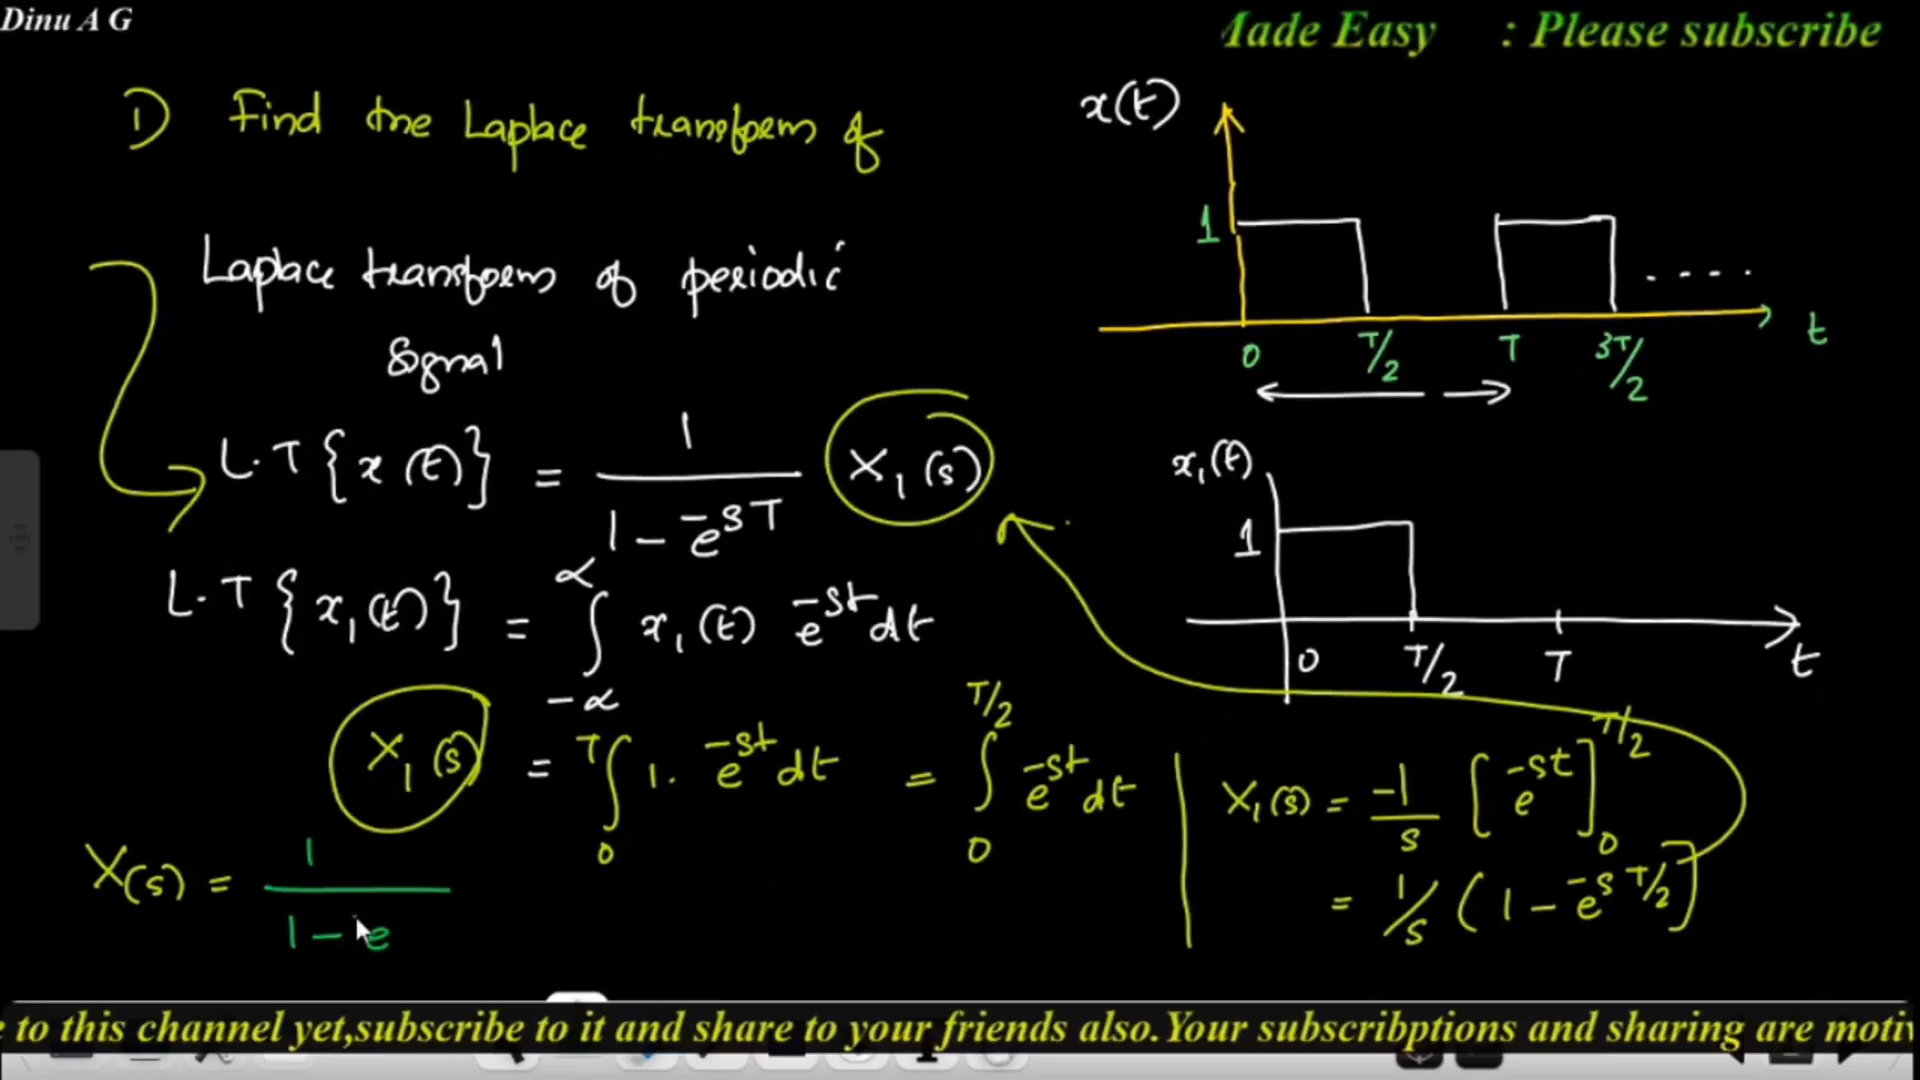 Dinu A G
Made Easy : Please subscribe
1) Find the Laplace transform of
Laplace transform of periodic
signal
L.T {x(t)} = 1 / (1 - e^-sT) X₁(s)
L.T {x₁(t)} = ∫_-∝^∝ x₁(t) e^-st dt
X₁(s) = ∫_0^T 1. e^-st dt = ∫_0^T/2 e^-st dt
X(s) = 1 / (1 - e
x(t)
1
0 T/2 T 3T/2 t
x₁(t)
1
0 T/2 T t
X₁(s) = -1/s [e^-st]_0^T/2
= 1/s (1 - e^-sT/2]
to this channel yet,subscribe to it and share to your friends also.Your subscribptions and sharing are